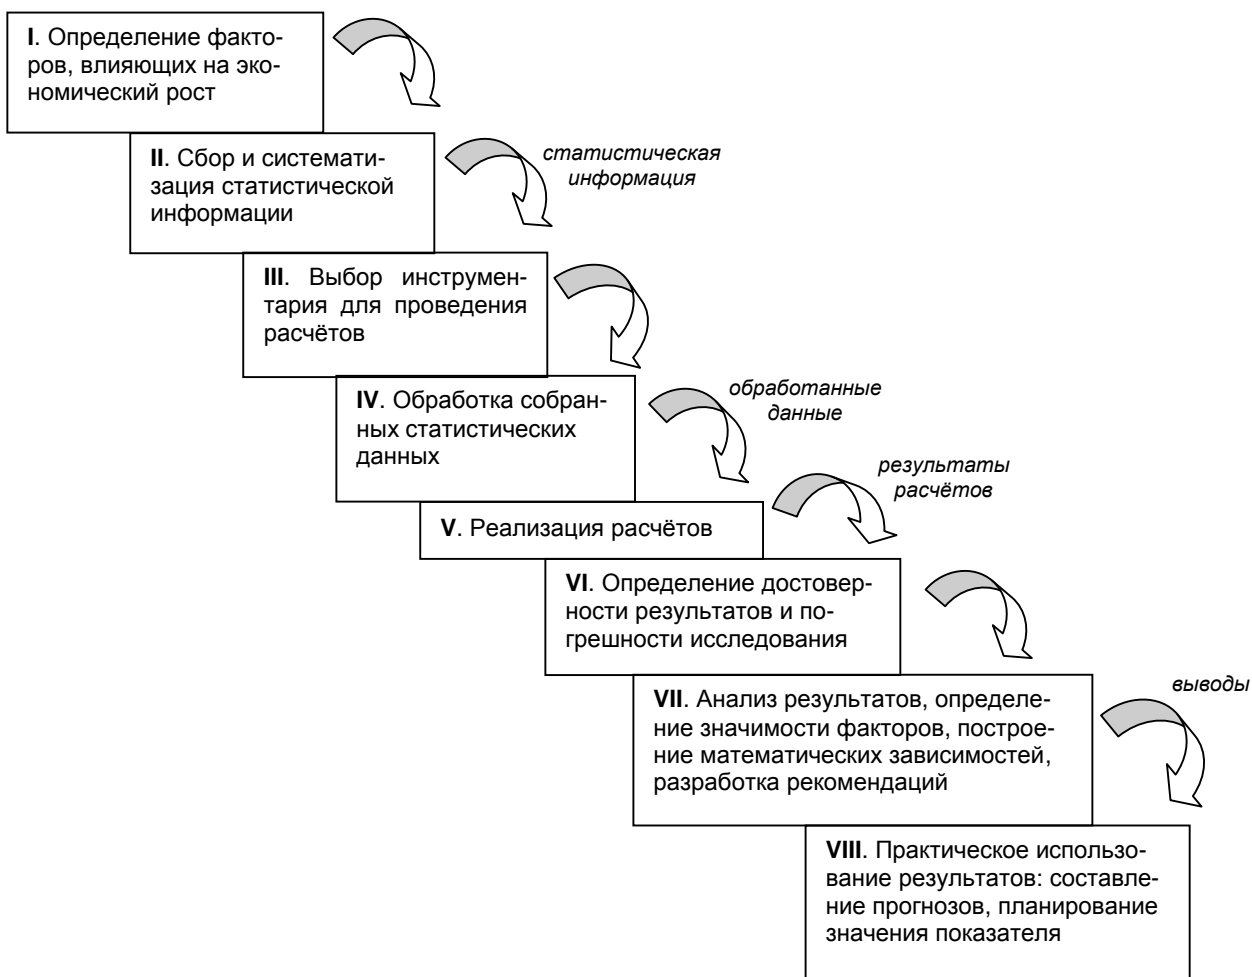 I. Определение факто-
ров, влияющих на эко-
номический рост
II. Сбор и системати-
зация статистической
информации
статистическая
информация
III. Выбор инструмен-
тария для проведения
расчётов
IV. Обработка собран-
ных статистических
данных
обработанные
данные
результаты
расчётов
V. Реализация расчётов
VI. Определение достовер-
ности результатов и по-
грешности исследования
VII. Анализ результатов, определе-
ние значимости факторов, построе-
ние математических зависимостей,
разработка рекомендаций
выводы
VIII. Практическое использо-
вание результатов: составле-
ние прогнозов, планирование
значения показателя